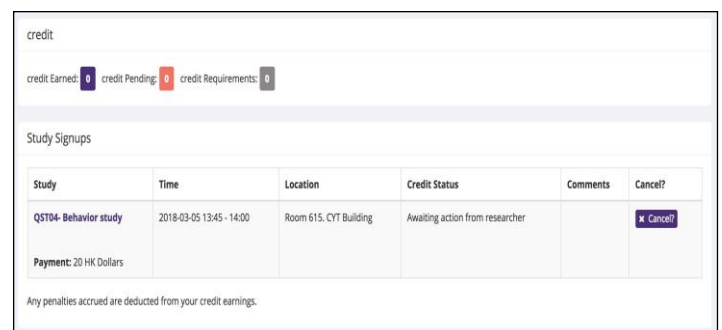 credit
credit Earned: 0 credit Pending: 0 credit Requirements: 0
Study Signups
Study Time Location Credit Status Comments Cancel?
QST04- Behavior study 2018-03-05 13:45 - 14:00 Room 615. CYT Building Awaiting action from researcher × Cancel?
Payment: 20 HK Dollars
Any penalties accrued are deducted from your credit earnings.